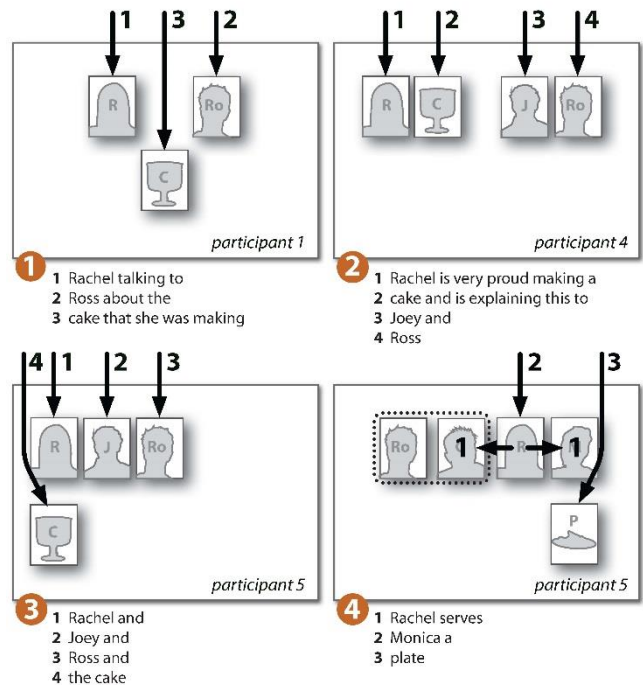 1 3 2
R Ro
C
participant 1
1
1 Rachel talking to
2 Ross about the
3 cake that she was making
1 2 3 4
R C J Ro
participant 4
2
1 Rachel is very proud making a
2 cake and is explaining this to
3 Joey and
4 Ross
4 1 2 3
R J Ro
C
participant 5
3
1 Rachel and
2 Joey and
3 Ross and
4 the cake
2 3
Ro 1 R 1
P
participant 5
4
1 Rachel serves
2 Monica a
3 plate